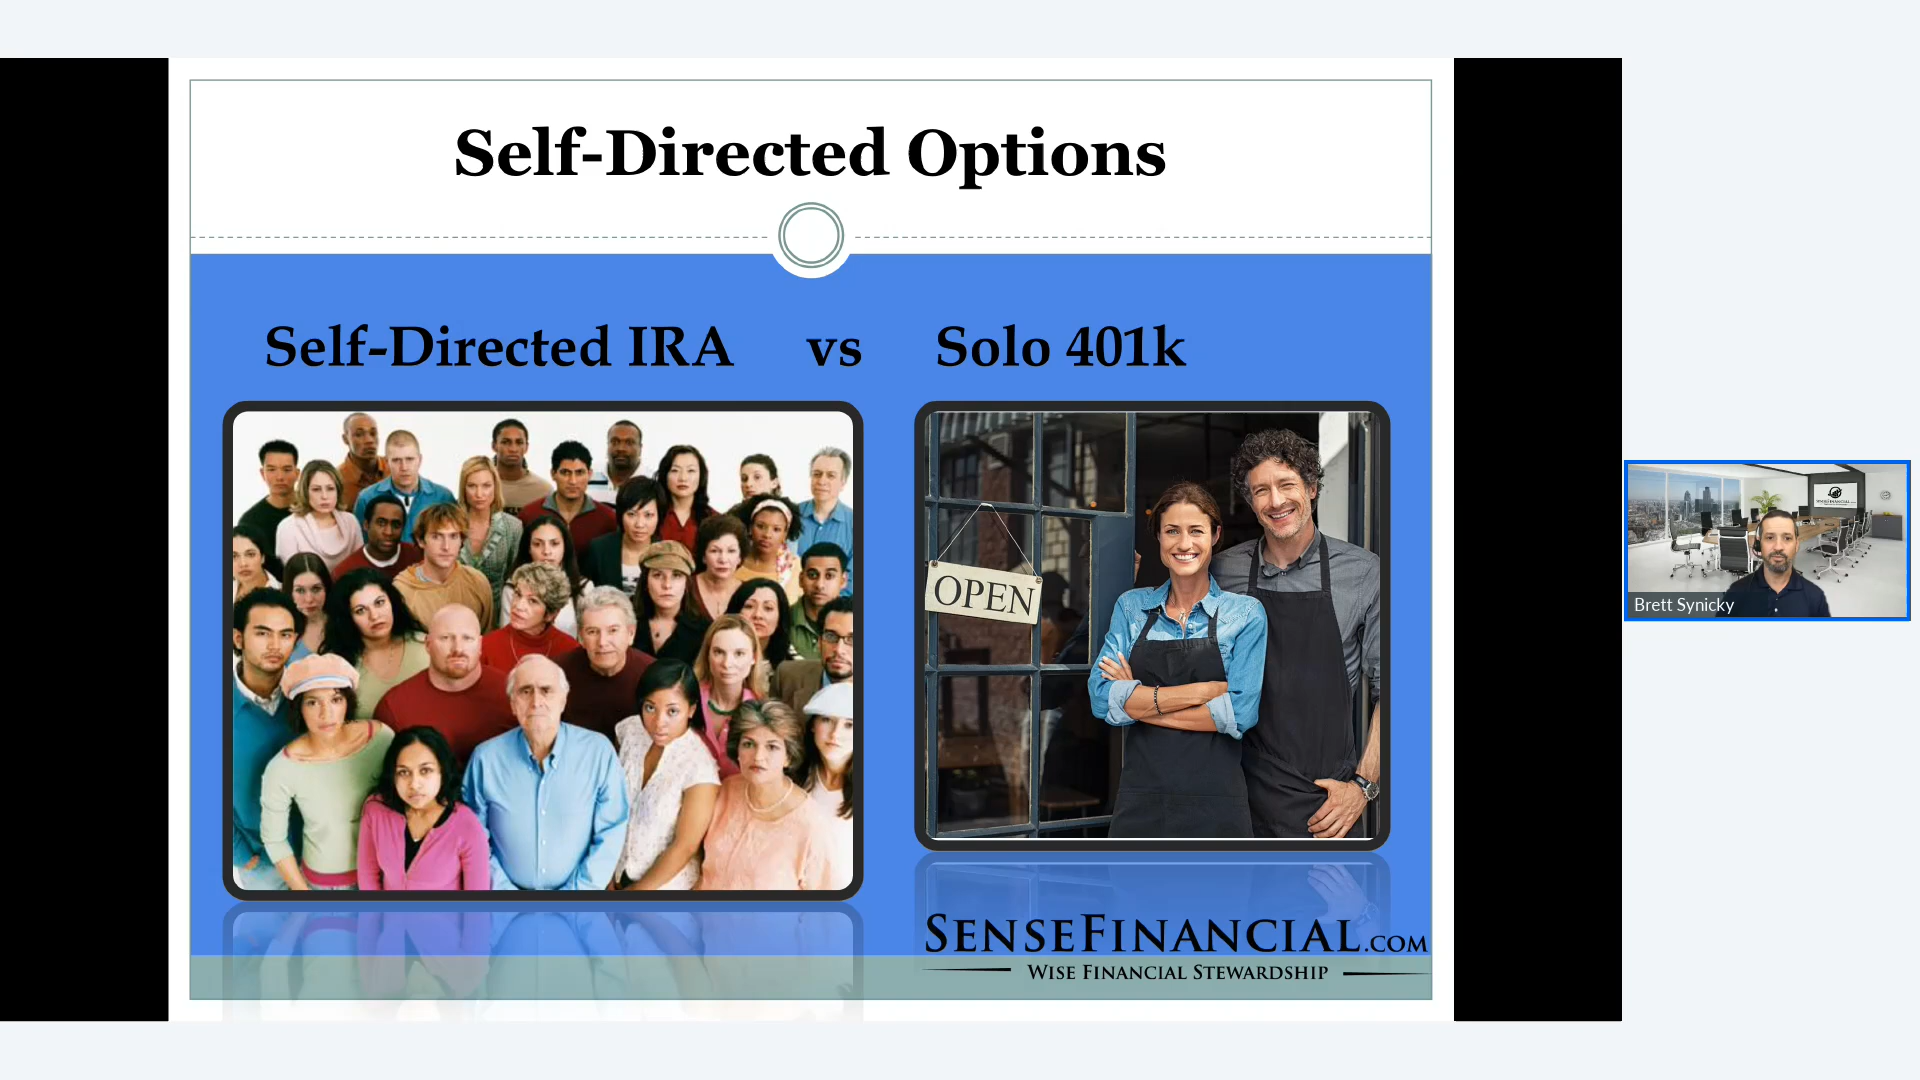 Self-Directed Options
Self-Directed IRA vs Solo 401k
OPEN
SENSEFINANCIAL.COM
WISE FINANCIAL STEWARDSHIP
Brett Synicky